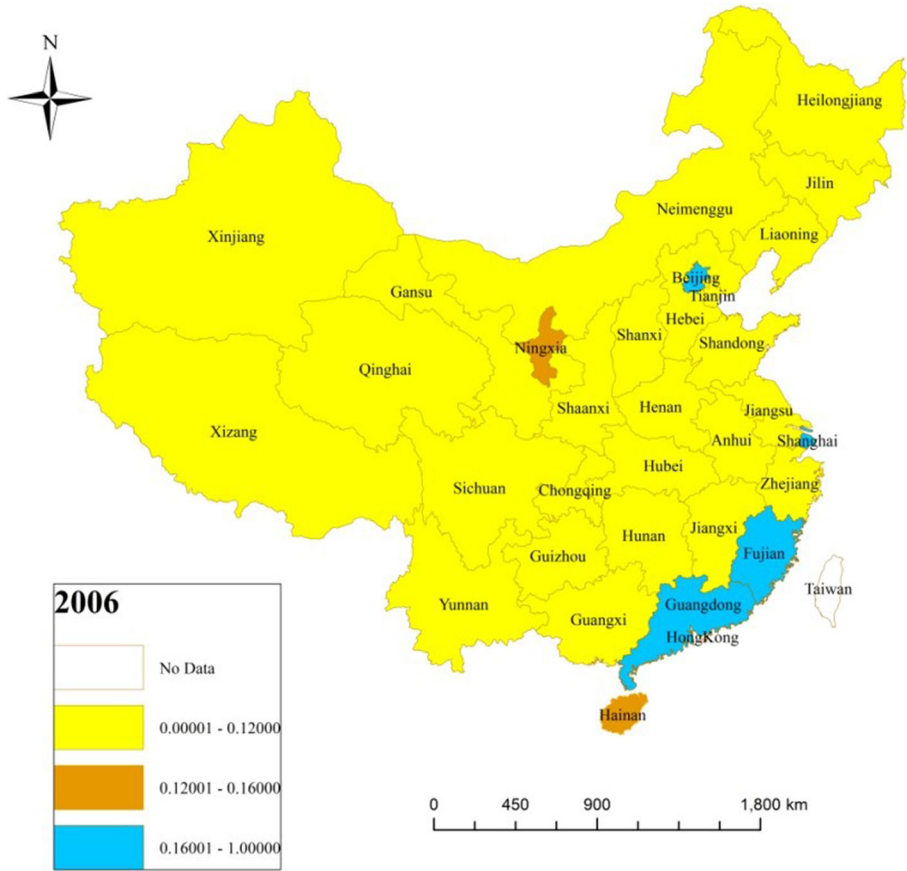 N
Heilongjiang
Jilin
Neimenggu
Liaoning
Xinjiang
Beijing
Gansu
Tianjin
Hebei
Shanxi
Shandong
Ningxia
Qinghai
Shaanxi
Henan
Jiangsu
Xizang
Anhui
Shanghai
Hubei
Sichuan
Chongqing
Zhejiang
Jiangxi
Hunan
Guizhou
Fujian
Taiwan
Yunnan
Guangdong
Guangxi
HongKong
Hainan
2006
No Data
0.00001 - 0.12000
0.12001 - 0.16000
0.16001 - 1.00000
0 450 900 1,800 km